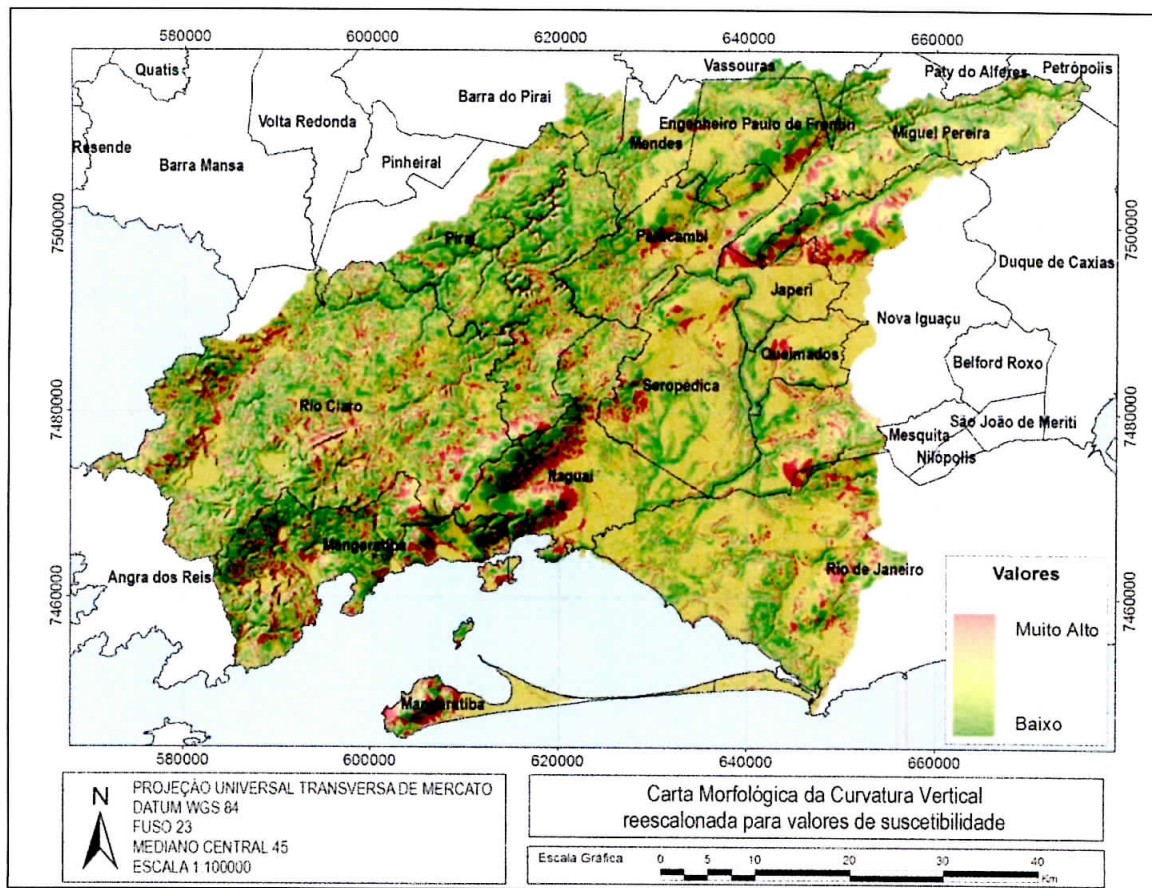 580000 600000 620000 640000 660000
Quatis
Vassouras
Paty do Alferes
Petrópolis
Barra do Piraí
Volta Redonda
Engenheiro Paulo de Frontin
Miguel Pereira
Resende
Barra Mansa
Pinheiral
Mendes
7500000
7500000
Piraí
Paracambi
Duque de Caxias
Japeri
Nova Iguaçu
Queimados
Belford Roxo
Seropédica
7480000
7480000
Rio Claro
São João de Meriti
Mesquita
Nilópolis
Itaguaí
Mangaratiba
Angra dos Reis
Rio de Janeiro
7460000
7460000
Valores
Muito Alto
Baixo
Mangaratiba
580000 600000 620000 640000 660000
N
PROJEÇÃO UNIVERSAL TRANSVERSA DE MERCATO
DATUM WGS 84
FUSO 23
MEDIANO CENTRAL 45
ESCALA 1:100000
Carta Morfológica da Curvatura Vertical
reescalonada para valores de suscetibilidade
Escala Gráfica 0 5 10 20 30 40
Km